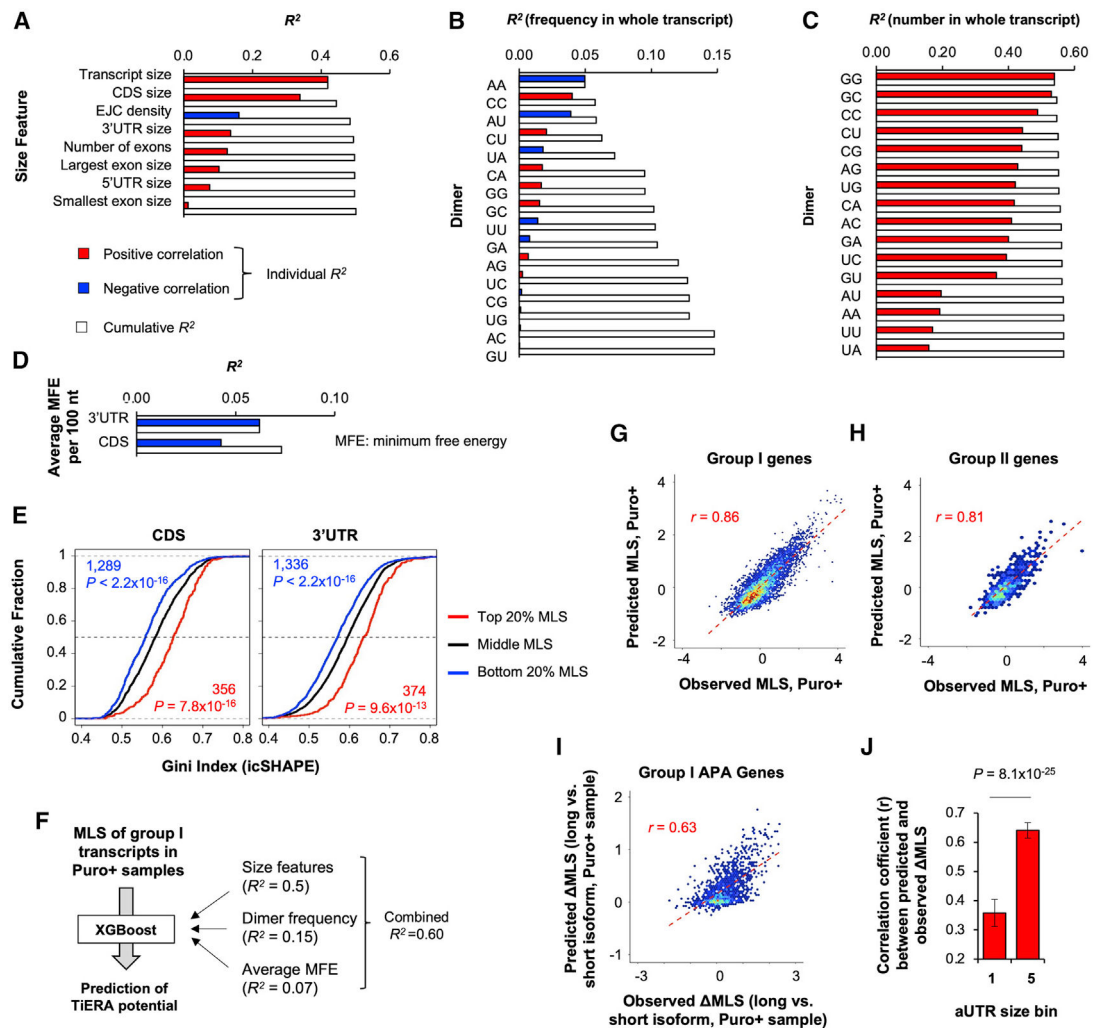 A
R²
0.0 0.2 0.4 0.6
Size Feature
Transcript size
CDS size
EJC density
3'UTR size
Number of exons
Largest exon size
5'UTR size
Smallest exon size
Positive correlation
Negative correlation
Individual R²
Cumulative R²
B
R² (frequency in whole transcript)
0.00 0.05 0.10 0.15
Dimer
AA
CC
AU
CU
UA
CA
GG
GC
UU
GA
AG
UC
CG
UG
AC
GU
C
R² (number in whole transcript)
0.00 0.20 0.40 0.60
Dimer
GG
GC
CC
CU
CG
AG
UG
CA
AC
GA
UC
GU
AU
AA
UU
UA
D
R²
0.00 0.05 0.10
Average MFE
per 100 nt
3'UTR
CDS
MFE: minimum free energy
E
CDS
3'UTR
Cumulative Fraction
1
0.8
0.6
0.4
0.2
0
1,289
P < 2.2x10-16
356
P = 7.8x10-16
1,336
P < 2.2x10-16
374
P = 9.6x10-13
0.4 0.5 0.6 0.7 0.8
0.4 0.5 0.6 0.7 0.8
Gini Index (icSHAPE)
Top 20% MLS
Middle MLS
Bottom 20% MLS
F
MLS of group I
transcripts in
Puro+ samples
XGBoost
Prediction of
TiERA potential
Size features
(R² = 0.5)
Dimer frequency
(R² = 0.15)
Average MFE
(R² = 0.07)
Combined
R²=0.60
G
Group I genes
Predicted MLS, Puro+
4
2
0
-2
r = 0.86
-4 -2 0 2 4
Observed MLS, Puro+
H
Group II genes
Predicted MLS, Puro+
4
2
0
-2
r = 0.81
-4 -2 0 2 4
Observed MLS, Puro+
I
Group I APA Genes
Predicted ΔMLS (long vs.
short isoform, Puro+ sample)
2
1
0
-1
r = 0.63
-3 0 3
Observed ΔMLS (long vs.
short isoform, Puro+ sample)
J
P = 8.1x10-25
Correlation cofficient (r)
between predicted and
observed ΔMLS
0.7
0.6
0.5
0.4
0.3
0.2
1 5
aUTR size bin